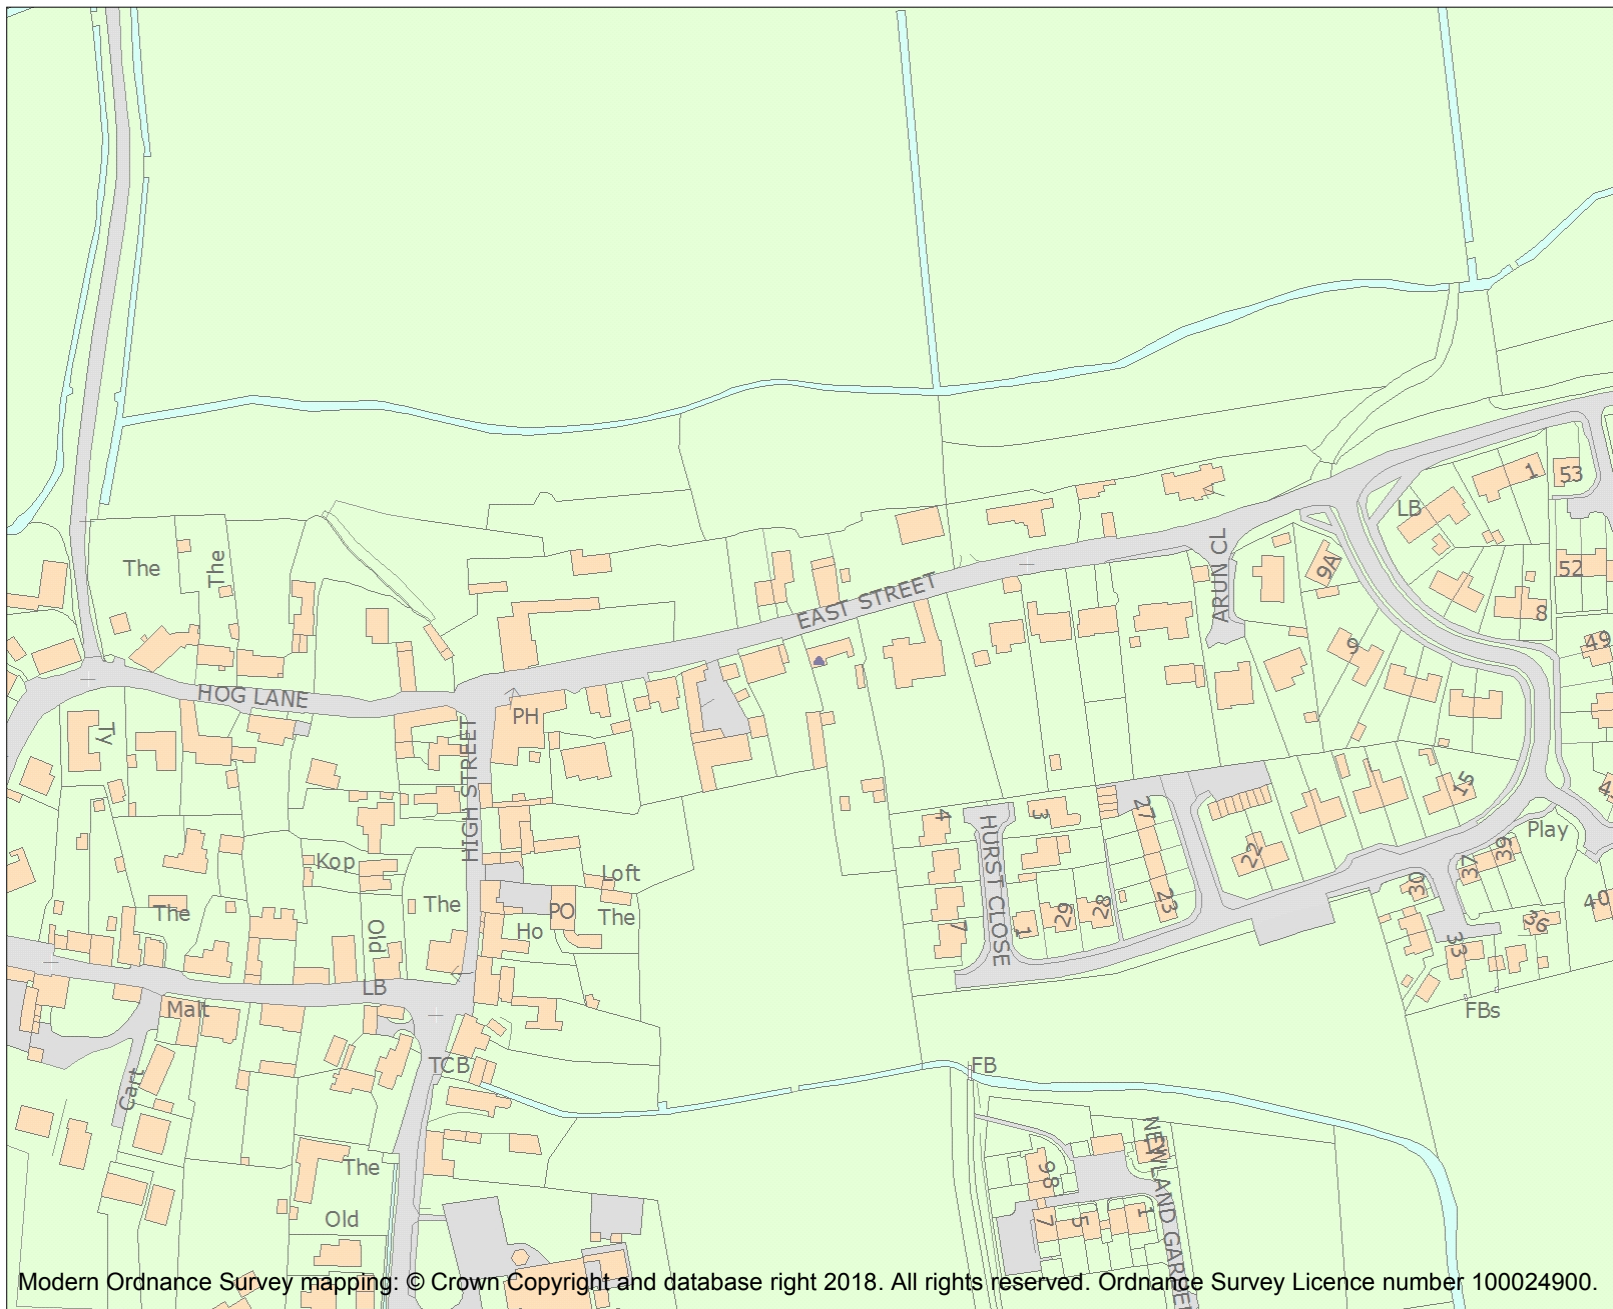 53
1
LB
EAST STREET
ARUN CL
9A
52
The
The
8
49
9
HOG LANE
PH
Ty
HIGH STREET
15
4
HURST CLOSE
3
27
Play
39
37
22
Kop
Loft
30
40
The
The
PO
The
Old
Ho
7
1
29
28
23
36
33
LB
Malt
FBs
TCB
FB
Cart
NEWLAND GARDE
98
The
Old
7
5
1
Modern Ordnance Survey mapping: © Crown Copyright and database right 2018. All rights reserved. Ordnance Survey Licence number 100024900.